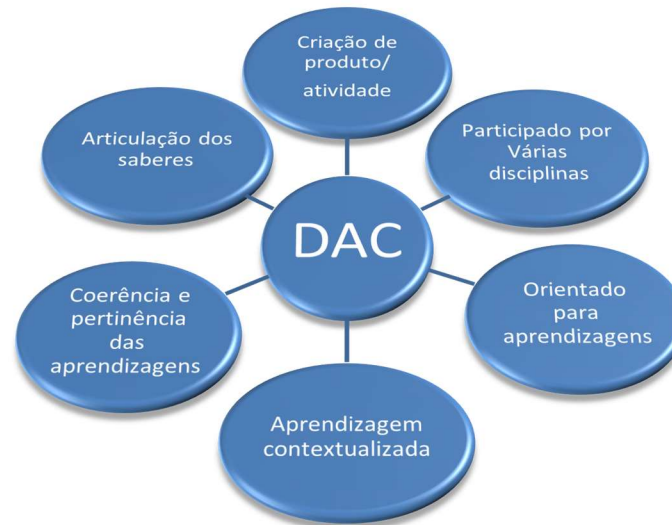 Criação de
produto/
atividade
Participado por
Várias
disciplinas
Orientado
para
aprendizagens
Aprendizagem
contextualizada
Coerência e
pertinência
das
aprendizagens
Articulação dos
saberes
DAC